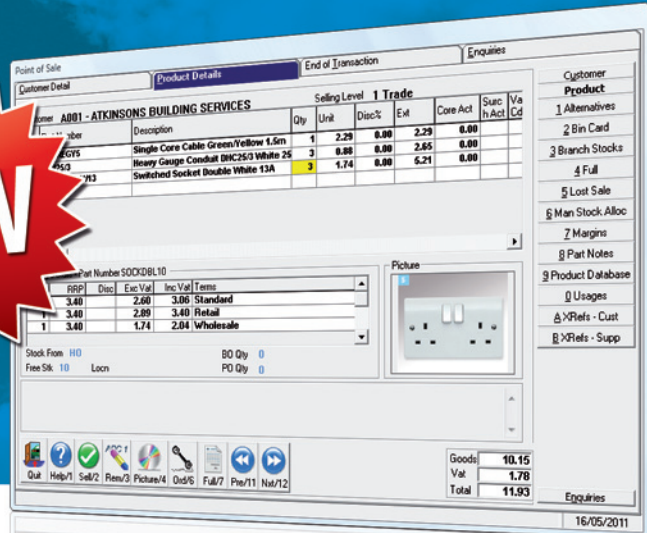 Point of Sale
Customer Detail
Product Details
End of Transaction
Enquiries
A001 - ATKINSONS BUILDING SERVICES
Selling Level 1 Trade
Description Qty Unit Disc% Ext Core Act Surc h Act Va Cd
Single Core Cable Green/Yellow 1.5m 1 2.29 0.00 2.29 0.00
Heavy Gauge Conduit DHC25/3 White 25 3 0.88 0.00 2.65 0.00
Switched Socket Double White 13A 3 1.74 0.00 5.21 0.00
Part Number SOCKDBL10
RRP Disc Exc Vat Inc Vat Terms
3.40 2.60 3.06 Standard
3.40 2.89 3.40 Retail
1 3.40 1.74 2.04 Wholesale
Picture
Stock From HO BO Qty 0
Free Stk 10 Locn PO Qty 0
Quit Help/1 Sell/2 Rem/3 Picture/4 Ord/6 Full/7 Pre/11 Nxt/12
Goods 10.15
Vat 1.78
Total 11.93
Customer
Product
1 Alternatives
2 Bin Card
3 Branch Stocks
4 Full
5 Lost Sale
6 Man Stock Alloc
7 Margins
8 Part Notes
9 Product Database
0 Usages
A XRefs - Cust
B XRefs - Supp
Enquiries
16/05/2011